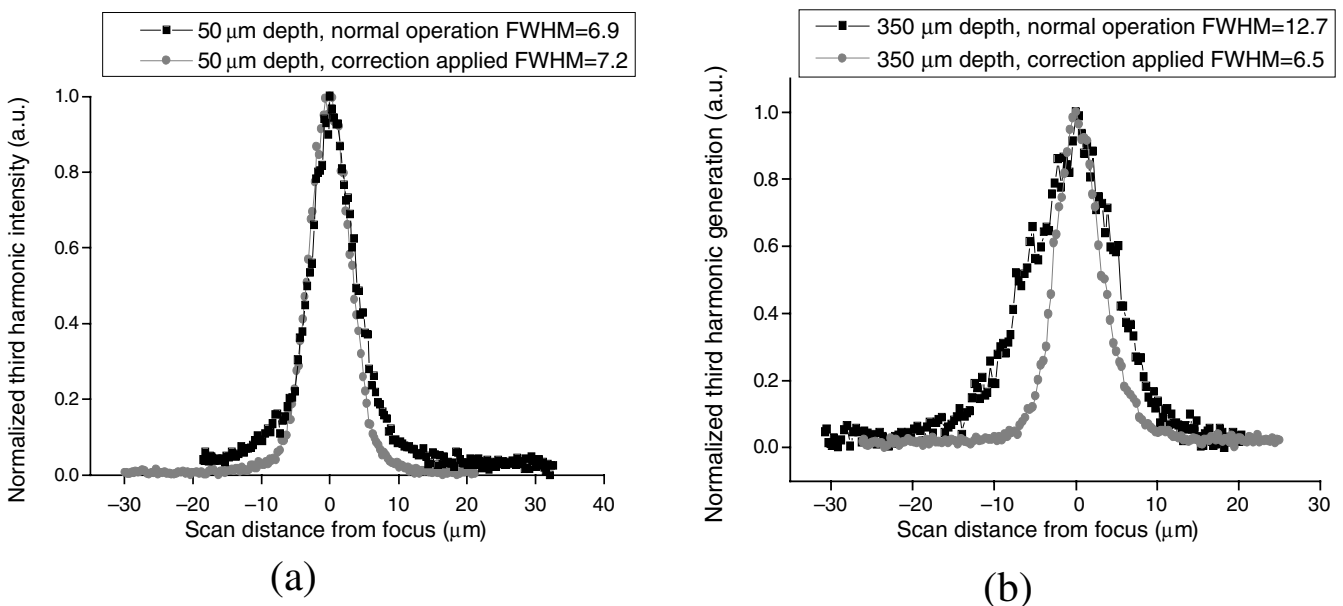 50 μm depth, normal operation FWHM=6.9
50 μm depth, correction applied FWHM=7.2
Normalized third harmonic intensity (a.u.)
1.0
0.8
0.6
0.4
0.2
0.0
−30 −20 −10 0 10 20 30 40
Scan distance from focus (μm)
(a)
350 μm depth, normal operation FWHM=12.7
350 μm depth, correction applied FWHM=6.5
Normalized third harmonic generation (a.u.)
1.0
0.8
0.6
0.4
0.2
0.0
−30 −20 −10 0 10 20 30
Scan distance from focus (μm)
(b)